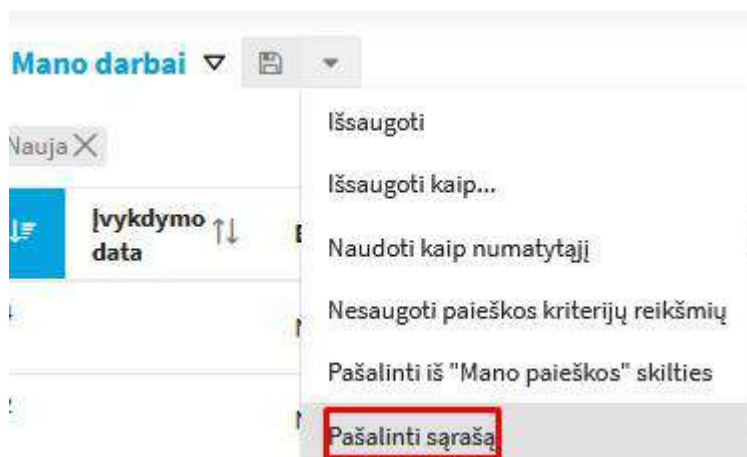 Mano darbai
Nauja
Išsaugoti
Išsaugoti kaip...
Įvykdymo
data
Naudoti kaip numatytąjį
Nesaugoti paieškos kriterijų reikšmių
Pašalinti iš "Mano paieškos" skilties
Pašalinti sąrašą